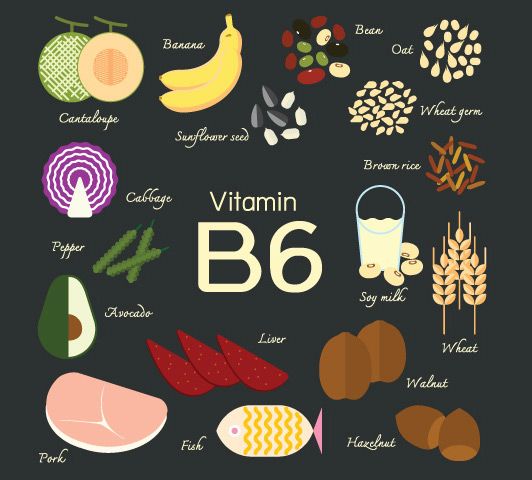 Banana
Bean
Oat
Cantaloupe
Sunflower seed
Wheat germ
Brown rice
Cabbage
Vitamin
B6
Pepper
Soy milk
Avocado
Liver
Wheat
Walnut
Pork
Fish
Hazelnut